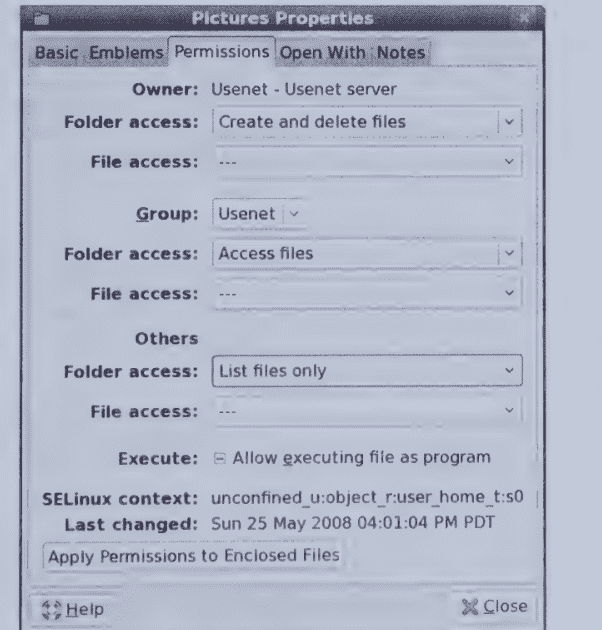 Pictures Properties
Basic Emblems Permissions Open With Notes
Owner: Usenet - Usenet server
Folder access: Create and delete files
File access: ---
Group: Usenet
Folder access: Access files
File access: ---
Others
Folder access: List files only
File access: ---
Execute: Allow executing file as program
SELinux context: unconfined_u:object_r:user_home_t:s0
Last changed: Sun 25 May 2008 04:01:04 PM PDT
Apply Permissions to Enclosed Files
Help Close